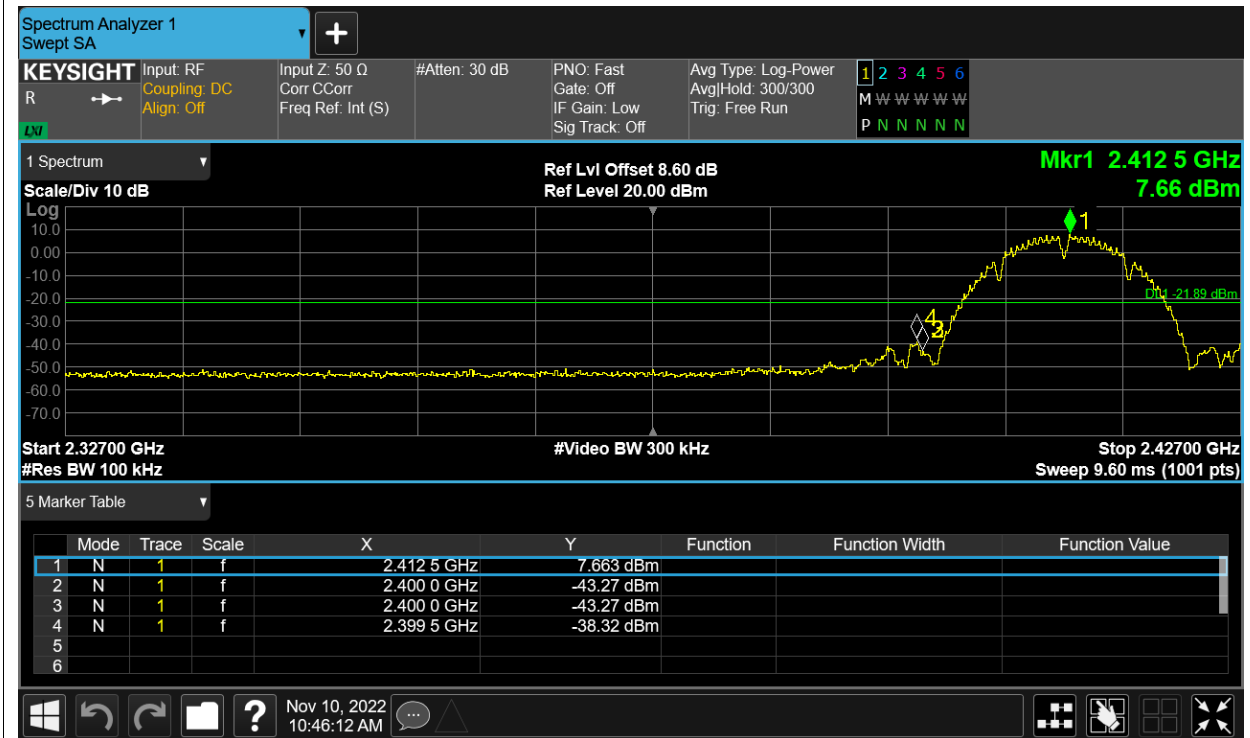 Spectrum Analyzer 1
Swept SA
+
KEYSIGHT
R
LXI
Input: RF
Coupling: DC
Align: Off
Input Z: 50 Ω
Corr CCorr
Freq Ref: Int (S)
#Atten: 30 dB
PNO: Fast
Gate: Off
IF Gain: Low
Sig Track: Off
Avg Type: Log-Power
Avg|Hold: 300/300
Trig: Free Run
1 2 3 4 5 6
M W W W W W
P N N N N N
1 Spectrum
Scale/Div 10 dB
Ref Lvl Offset 8.60 dB
Ref Level 20.00 dBm
Mkr1 2.412 5 GHz
7.66 dBm
Log
10.0
0.00
-10.0
-20.0
-30.0
-40.0
-50.0
-60.0
-70.0
1
DL1 -21.89 dBm
4
Start 2.32700 GHz
#Res BW 100 kHz
#Video BW 300 kHz
Stop 2.42700 GHz
Sweep 9.60 ms (1001 pts)
5 Marker Table
Mode Trace Scale X Y Function Function Width Function Value
1 N 1 f 2.412 5 GHz 7.663 dBm
2 N 1 f 2.400 0 GHz -43.27 dBm
3 N 1 f 2.400 0 GHz -43.27 dBm
4 N 1 f 2.399 5 GHz -38.32 dBm
5
6
?
Nov 10, 2022
10:46:12 AM